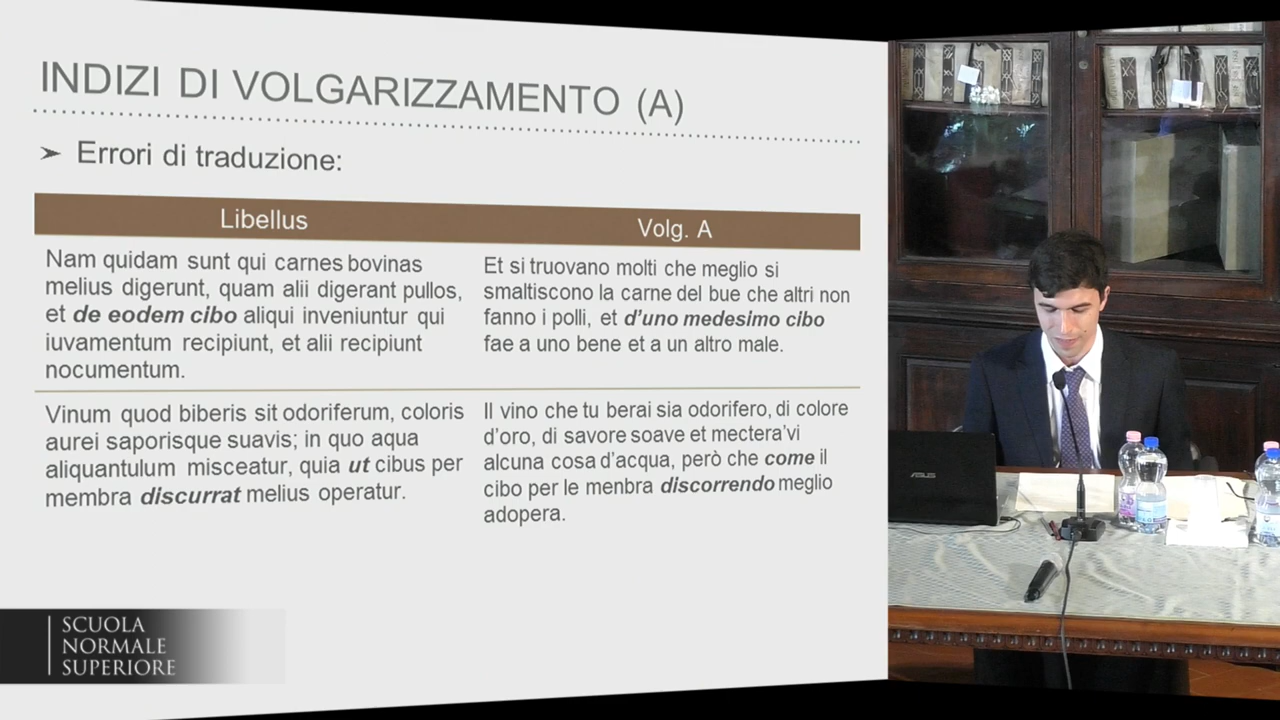 INDIZI DI VOLGARIZZAMENTO (A)
➢ Errori di traduzione:
Libellus
Volg. A
Nam quidam sunt qui carnes bovinas
melius digerunt, quam alii digerant pullos,
et de eodem cibo aliqui inveniuntur qui
iuvamentum recipiunt, et alii recipiunt
nocumentum.
Et si truovano molti che meglio si
smaltiscono la carne del bue che altri non
fanno i polli, et d'uno medesimo cibo
fae a uno bene et a un altro male.
Vinum quod biberis sit odoriferum, coloris
aurei saporisque suavis; in quo aqua
aliquantulum misceatur, quia ut cibus per
membra discurrat melius operatur.
Il vino che tu berai sia odorifero, di colore
d'oro, di savore soave et mectera'vi
alcuna cosa d'acqua, però che come il
cibo per le menbra discorrendo meglio
adopera.
SCUOLA
NORMALE
SUPERIORE
ASUS